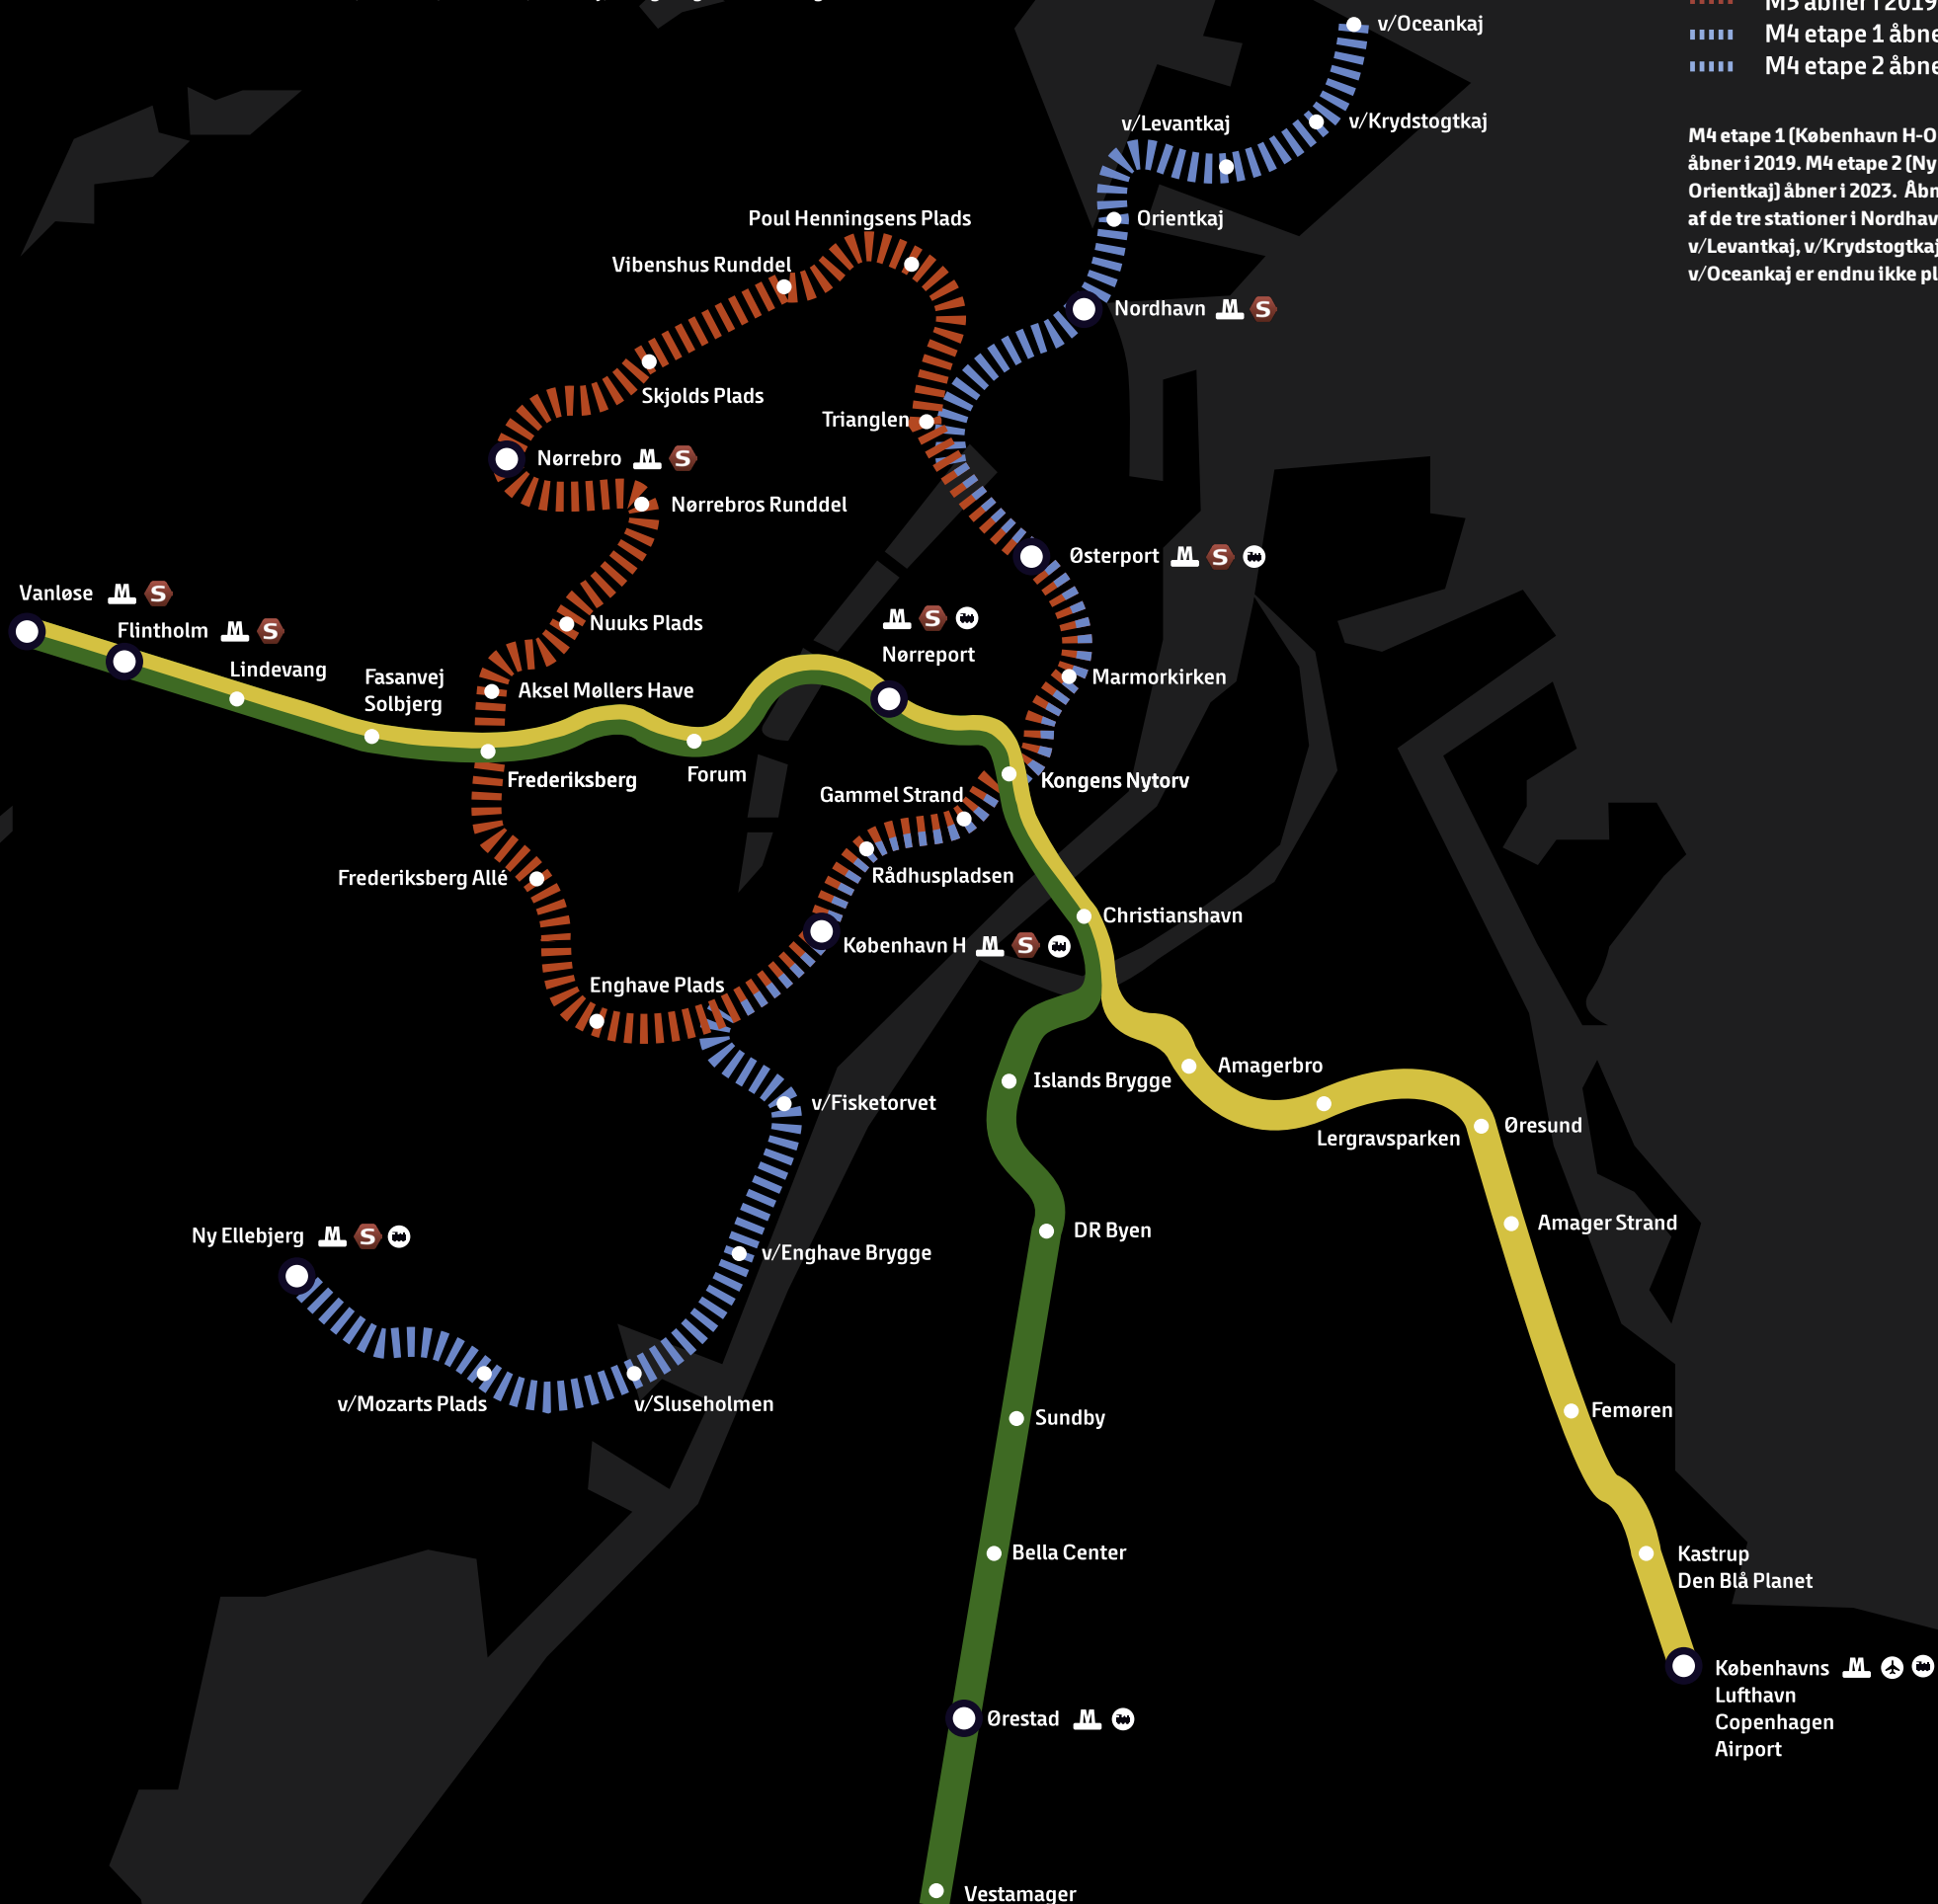 M3 åbner i 2019
M4 etape 1 åbne
M4 etape 2 åbne
M4 etape 1 (København H-O
åbner i 2019. M4 etape 2 (Ny
Orientkaj) åbner i 2023. Åbn
af de tre stationer i Nordhav
v/Levantkaj, v/Krydstogtkaj
v/Oceankaj er endnu ikke pl
v/Oceankaj
v/Levantkaj
v/Krydstogtkaj
Poul Henningsens Plads
Orientkaj
Vibenshus Runddel
Nordhavn M S
Skjolds Plads
Trianglen
Nørrebro M S
Nørrebros Runddel
Østerport M S
Vanløse M S
Flintholm M S
Nuuks Plads
M S
Nørreport
Lindevang
Fasanvej
Solbjerg
Aksel Møllers Have
Marmorkirken
Frederiksberg
Forum
Kongens Nytorv
Gammel Strand
Rådhuspladsen
Frederiksberg Allé
Christianshavn
København H M S
Enghave Plads
Amagerbro
Islands Brygge
v/Fisketorvet
Lergravsparken
Øresund
Amager Strand
DR Byen
Ny Ellebjerg M S
v/Enghave Brygge
v/Mozarts Plads
v/Sluseholmen
Sundby
Femøren
Bella Center
Kastrup
Den Blå Planet
Københavns M
Lufthavn
Copenhagen
Airport
Ørestad M
Vestamager